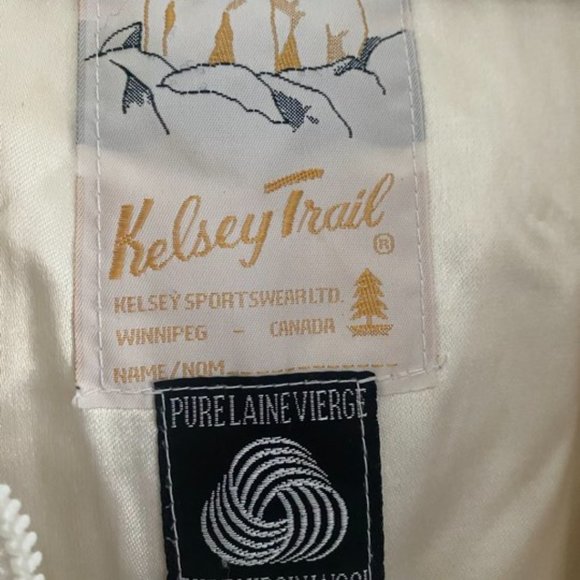 Kelsey Trail ®
KELSEY SPORTSWEAR LTD.
WINNIPEG - CANADA
NAME/NOM
PURE LAINE VIERGE